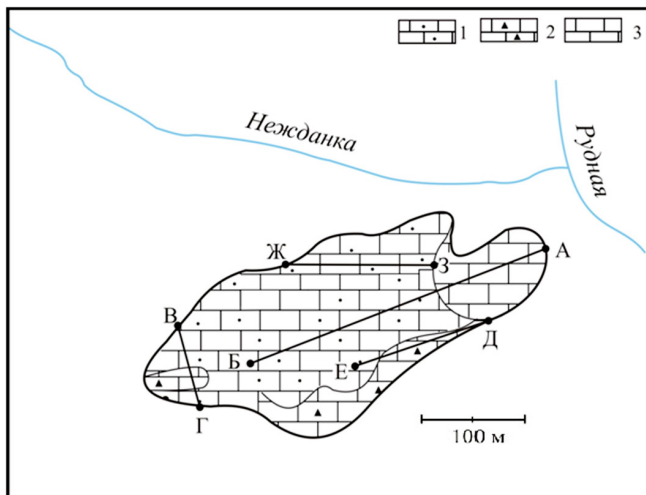 1 2 3
Нежданка
Рудная
А
Ж З
В
Д
Б Е
Г
100 м